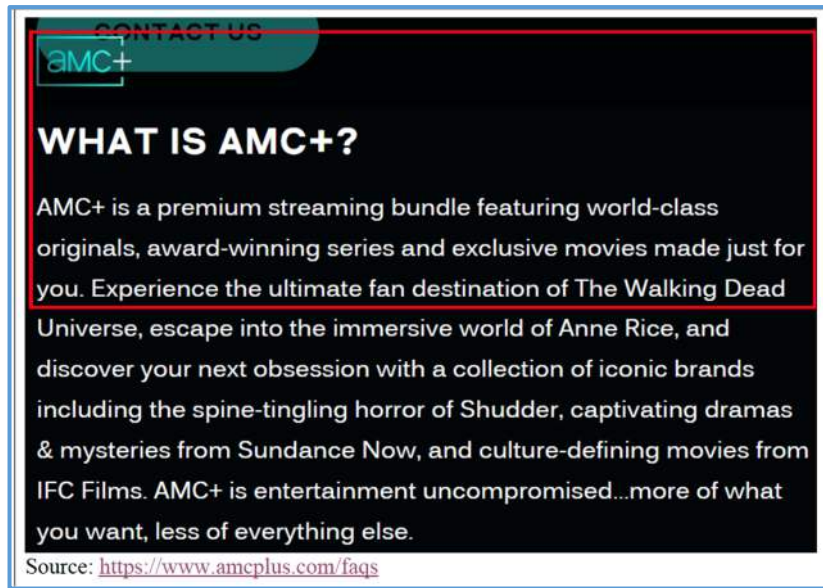 CONTACT US
aMC+
WHAT IS AMC+?
AMC+ is a premium streaming bundle featuring world-class
originals, award-winning series and exclusive movies made just for
you. Experience the ultimate fan destination of The Walking Dead
Universe, escape into the immersive world of Anne Rice, and
discover your next obsession with a collection of iconic brands
including the spine-tingling horror of Shudder, captivating dramas
& mysteries from Sundance Now, and culture-defining movies from
IFC Films. AMC+ is entertainment uncompromised...more of what
you want, less of everything else.
Source: https://www.amcplus.com/faqs